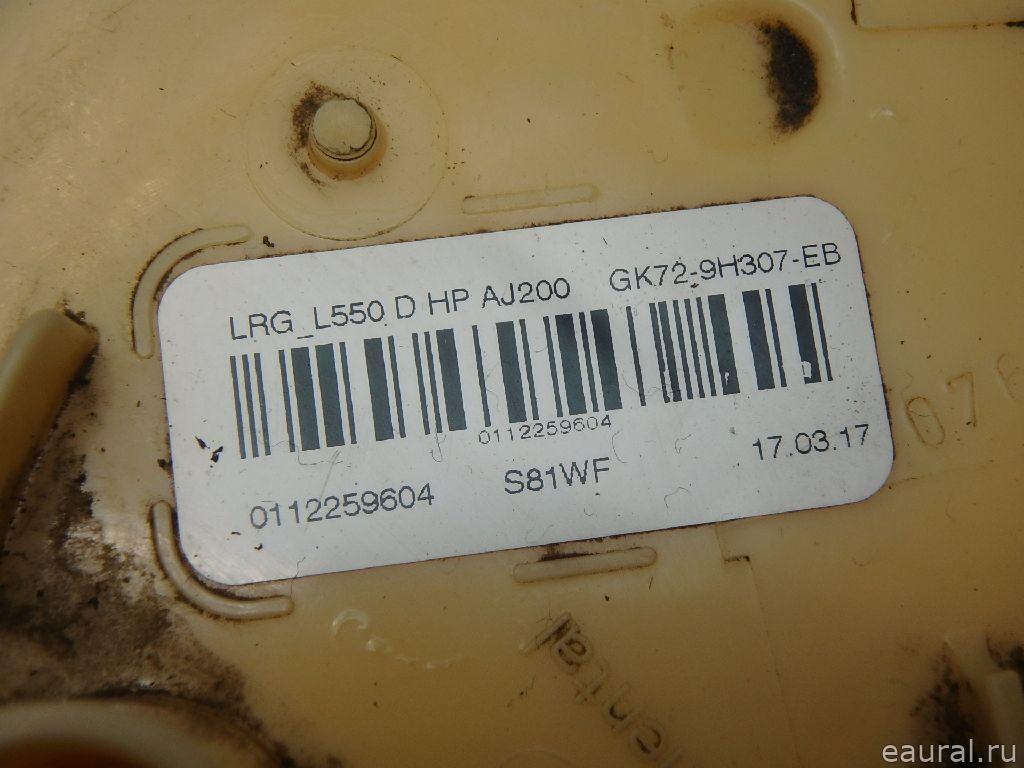 LRG_L550 D HP AJ200 GK72-9H307-EB
0112259604
0112259604 S81WF 17.03.17
eaural.ru